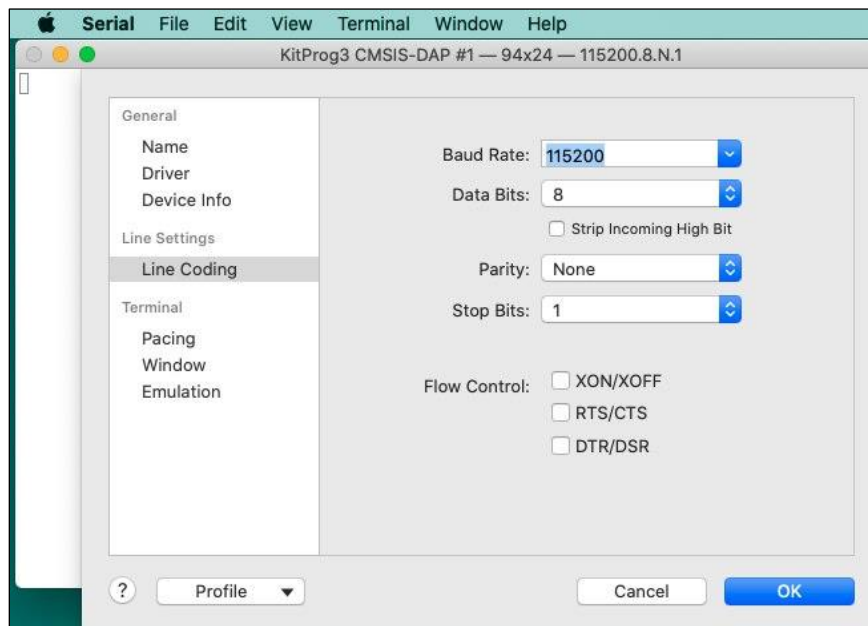 Serial File Edit View Terminal Window Help
KitProg3 CMSIS-DAP #1 — 94x24 — 115200.8.N.1
General
Name
Driver
Device Info
Line Settings
Line Coding
Terminal
Pacing
Window
Emulation
Baud Rate: 115200
Data Bits: 8
Strip Incoming High Bit
Parity: None
Stop Bits: 1
Flow Control: XON/XOFF
RTS/CTS
DTR/DSR
? Profile Cancel OK